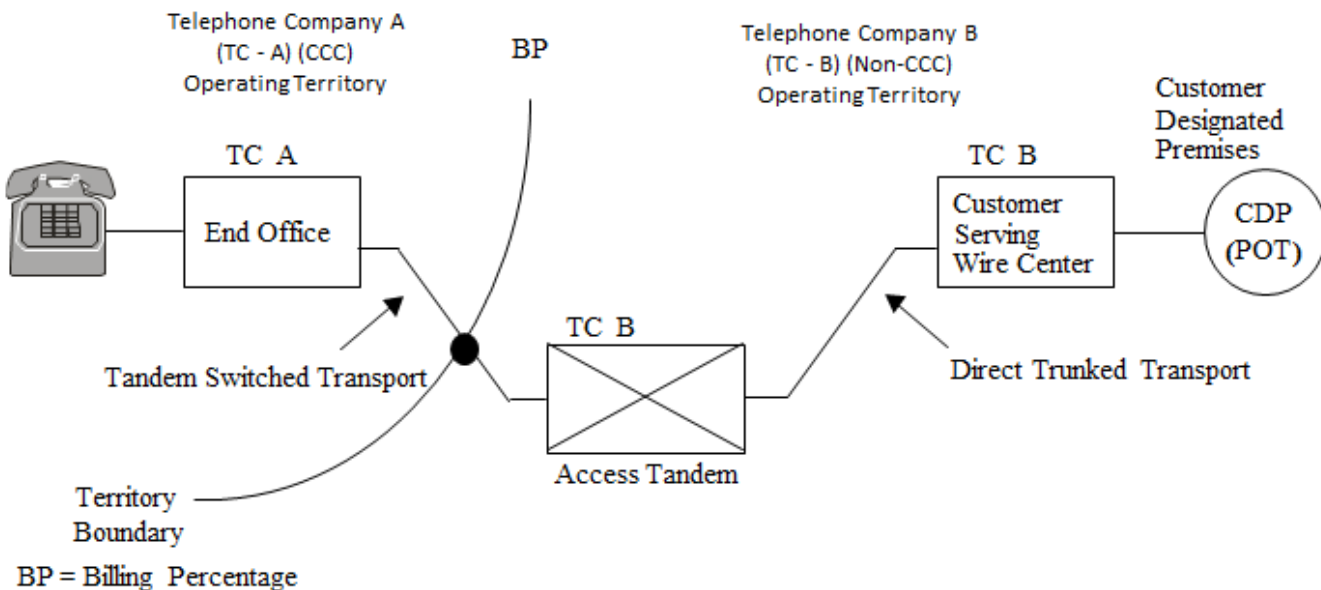 Telephone Company A
(TC - A) (CCC)
Operating Territory
BP
Telephone Company B
(TC - B) (Non-CCC)
Operating Territory
Customer
Designated
Premises
TC A
End Office
TC B
Customer
Serving
Wire Center
CDP
(POT)
TC B
Tandem Switched Transport
Direct Trunked Transport
Access Tandem
Territory
Boundary
BP = Billing Percentage